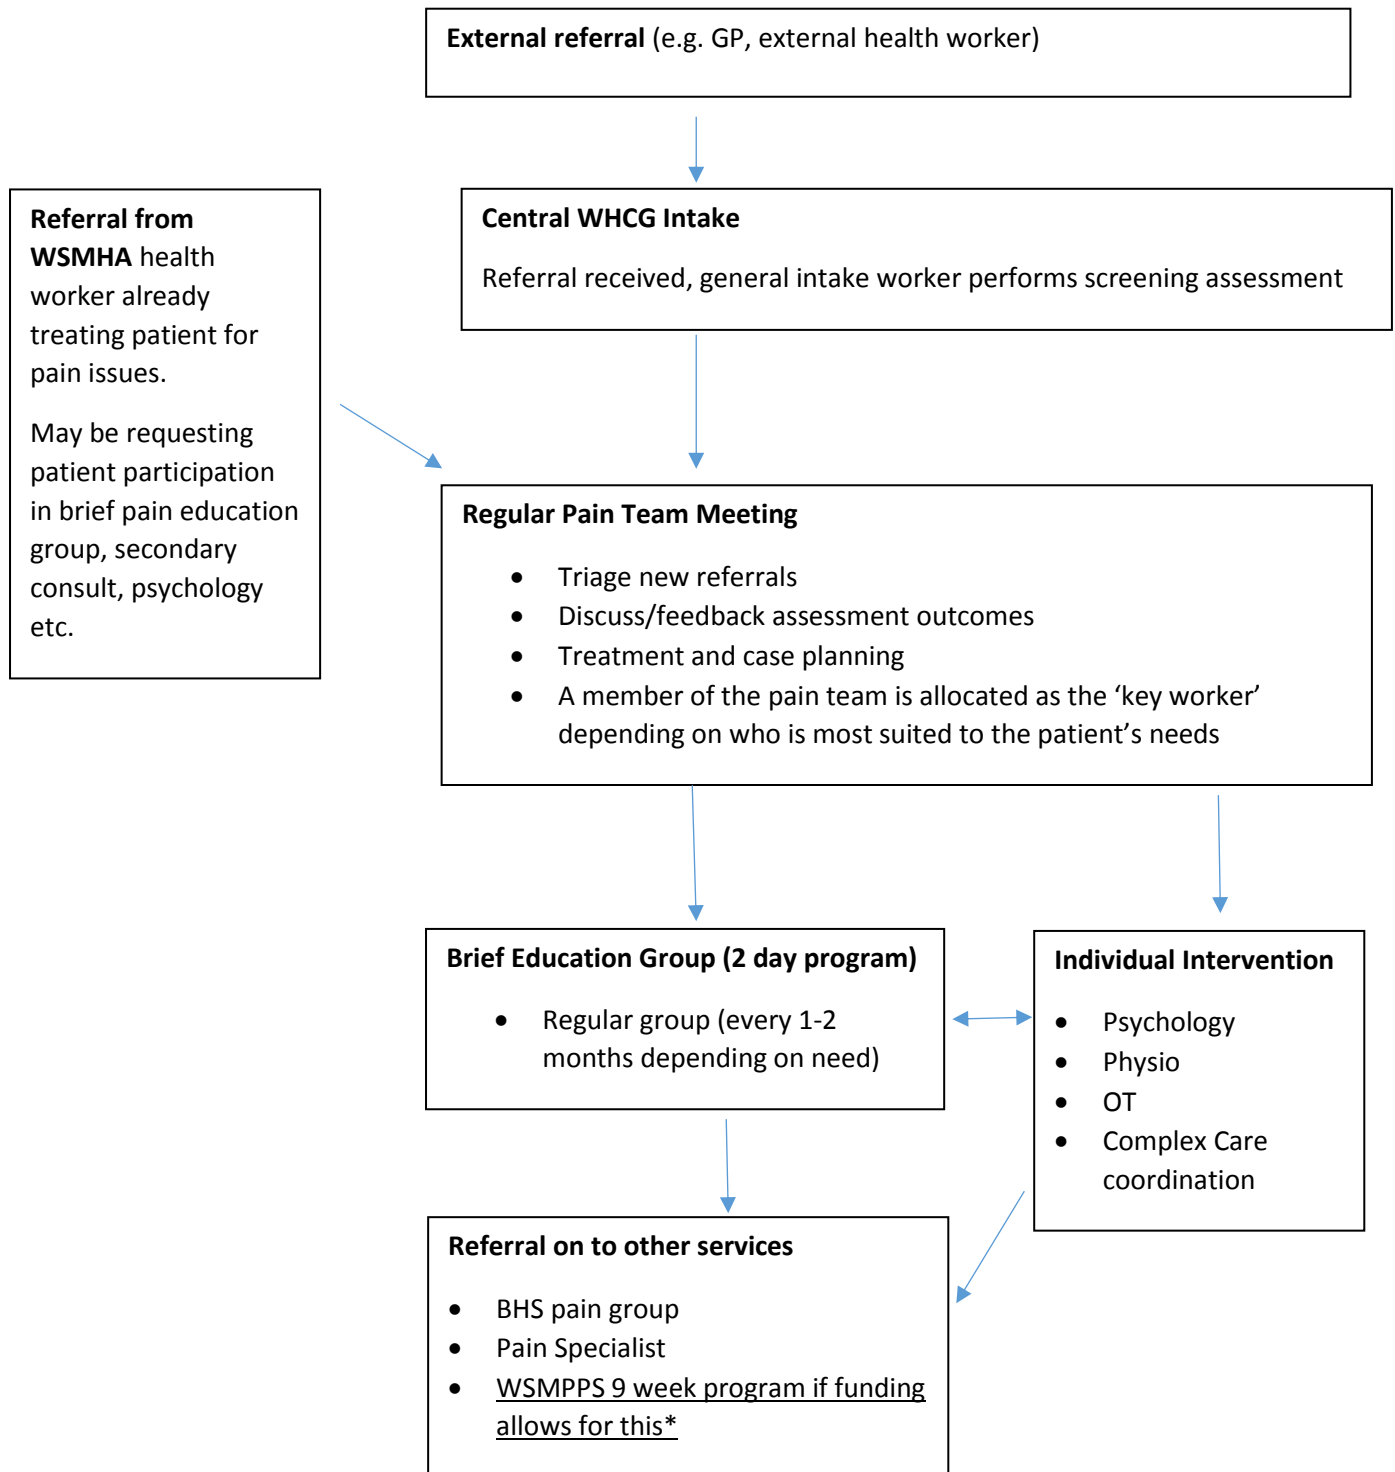 External referral (e.g. GP, external health worker)
Central WHCG Intake
Referral received, general intake worker performs screening assessment
Referral from
WSMHA health
worker already
treating patient for
pain issues.
May be requesting
patient participation
in brief pain education
group, secondary
consult, psychology
etc.
Regular Pain Team Meeting
• Triage new referrals
• Discuss/feedback assessment outcomes
• Treatment and case planning
• A member of the pain team is allocated as the ‘key worker’
depending on who is most suited to the patient’s needs
Brief Education Group (2 day program)
• Regular group (every 1-2
months depending on need)
Individual Intervention
• Psychology
• Physio
• OT
• Complex Care
coordination
Referral on to other services
• BHS pain group
• Pain Specialist
• WSMPPS 9 week program if funding
allows for this*